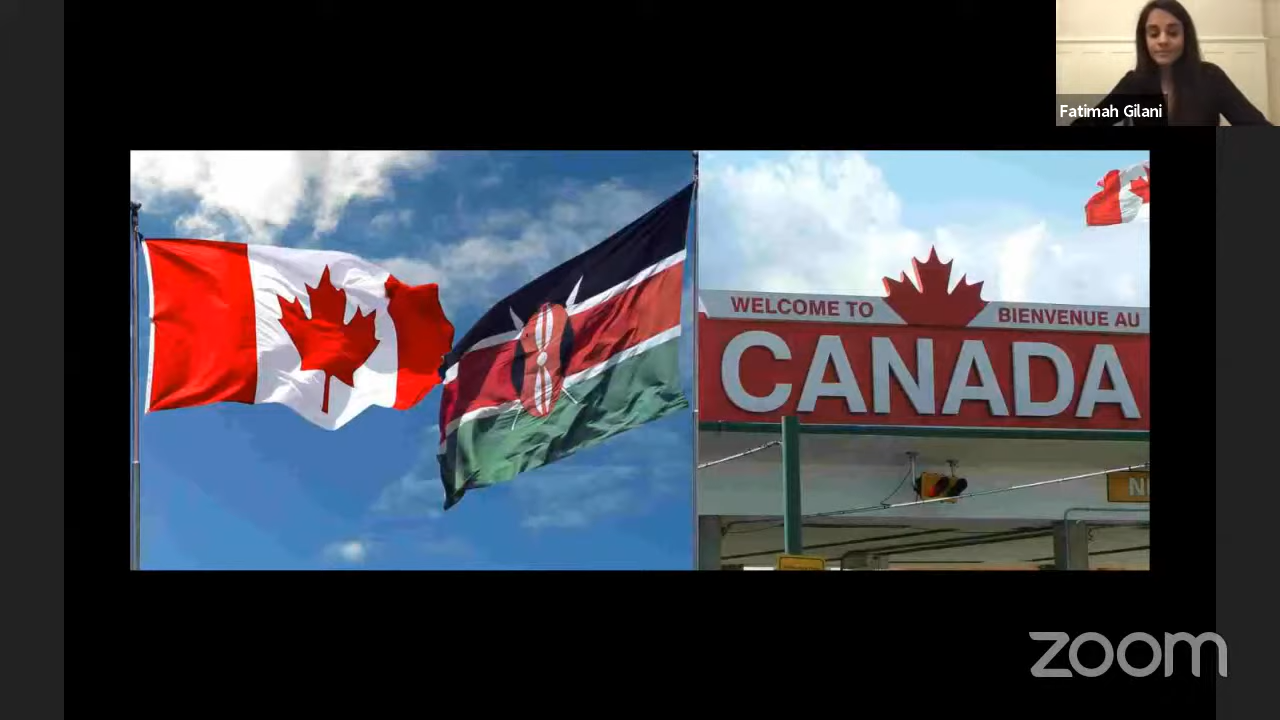 Fatimah Gilani
WELCOME TO
BIENVENUE AU
CANADA
N
zoom